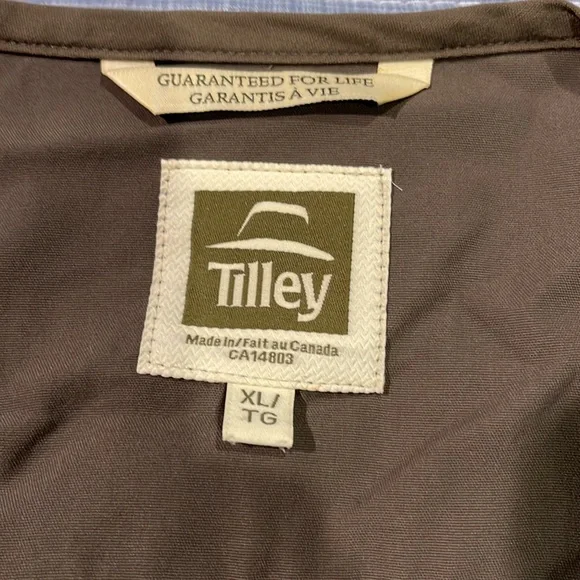 GUARANTEED FOR LIFE
GARANTIS À VIE
Tilley
Made In/Fait au Canada
CA14803
XL/
TG